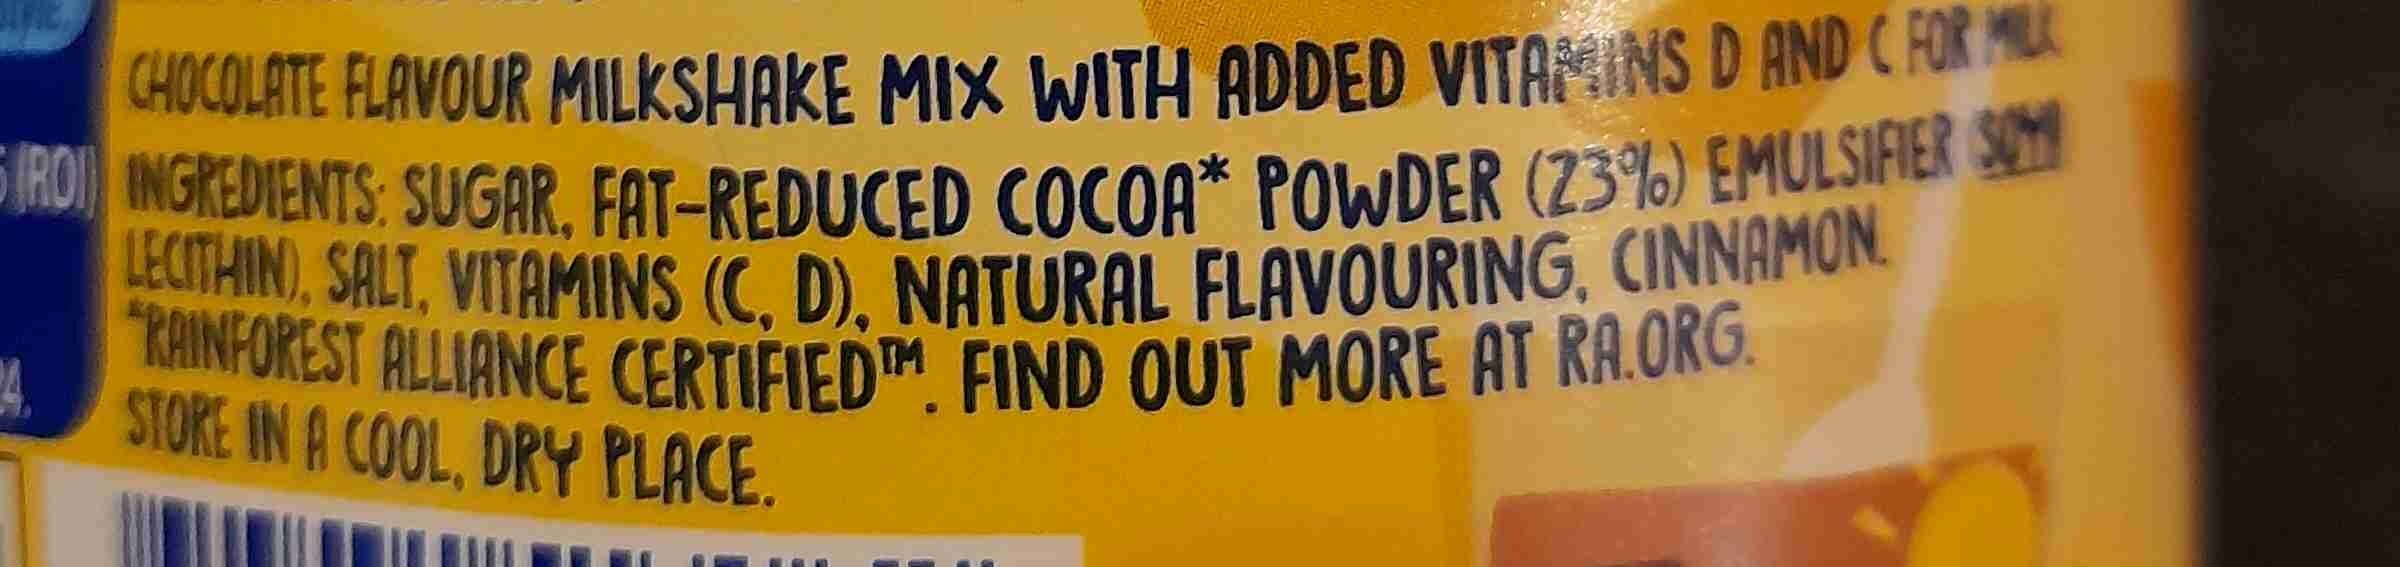 CHOCOLATE FLAVOUR MILKSHAKE MIX WITH ADDED VITAMINS D AND C FOR MILK
(ROI) INGREDIENTS: SUGAR, FAT-REDUCED COCOA* POWDER (23%) EMULSIFIER SOYA
LECITHIN), SALT, VITAMINS (C, D), NATURAL FLAVOURING, CINNAMON.
*RAINFOREST ALLIANCE CERTIFIED™. FIND OUT MORE AT RA.ORG.
STORE IN A COOL, DRY PLACE.